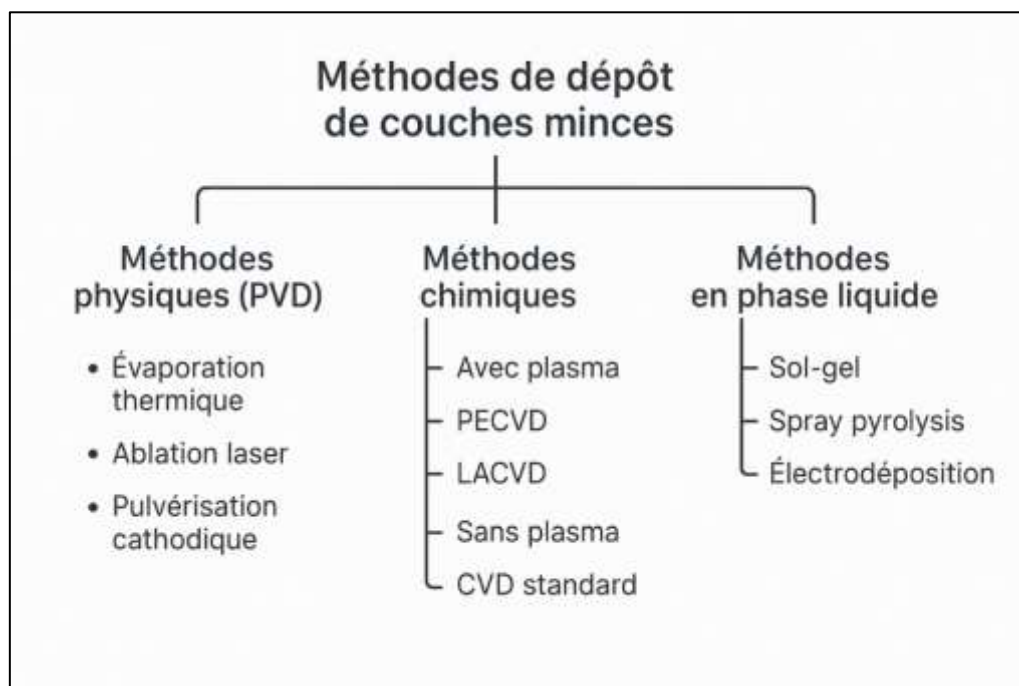 Méthodes de dépôt
de couches minces
Méthodes
physiques (PVD)
• Évaporation
thermique
• Ablation laser
• Pulvérisation
cathodique
Méthodes
chimiques
Avec plasma
PECVD
LACVD
Sans plasma
CVD standard
Méthodes
en phase liquide
Sol-gel
Spray pyrolysis
Électrodéposition